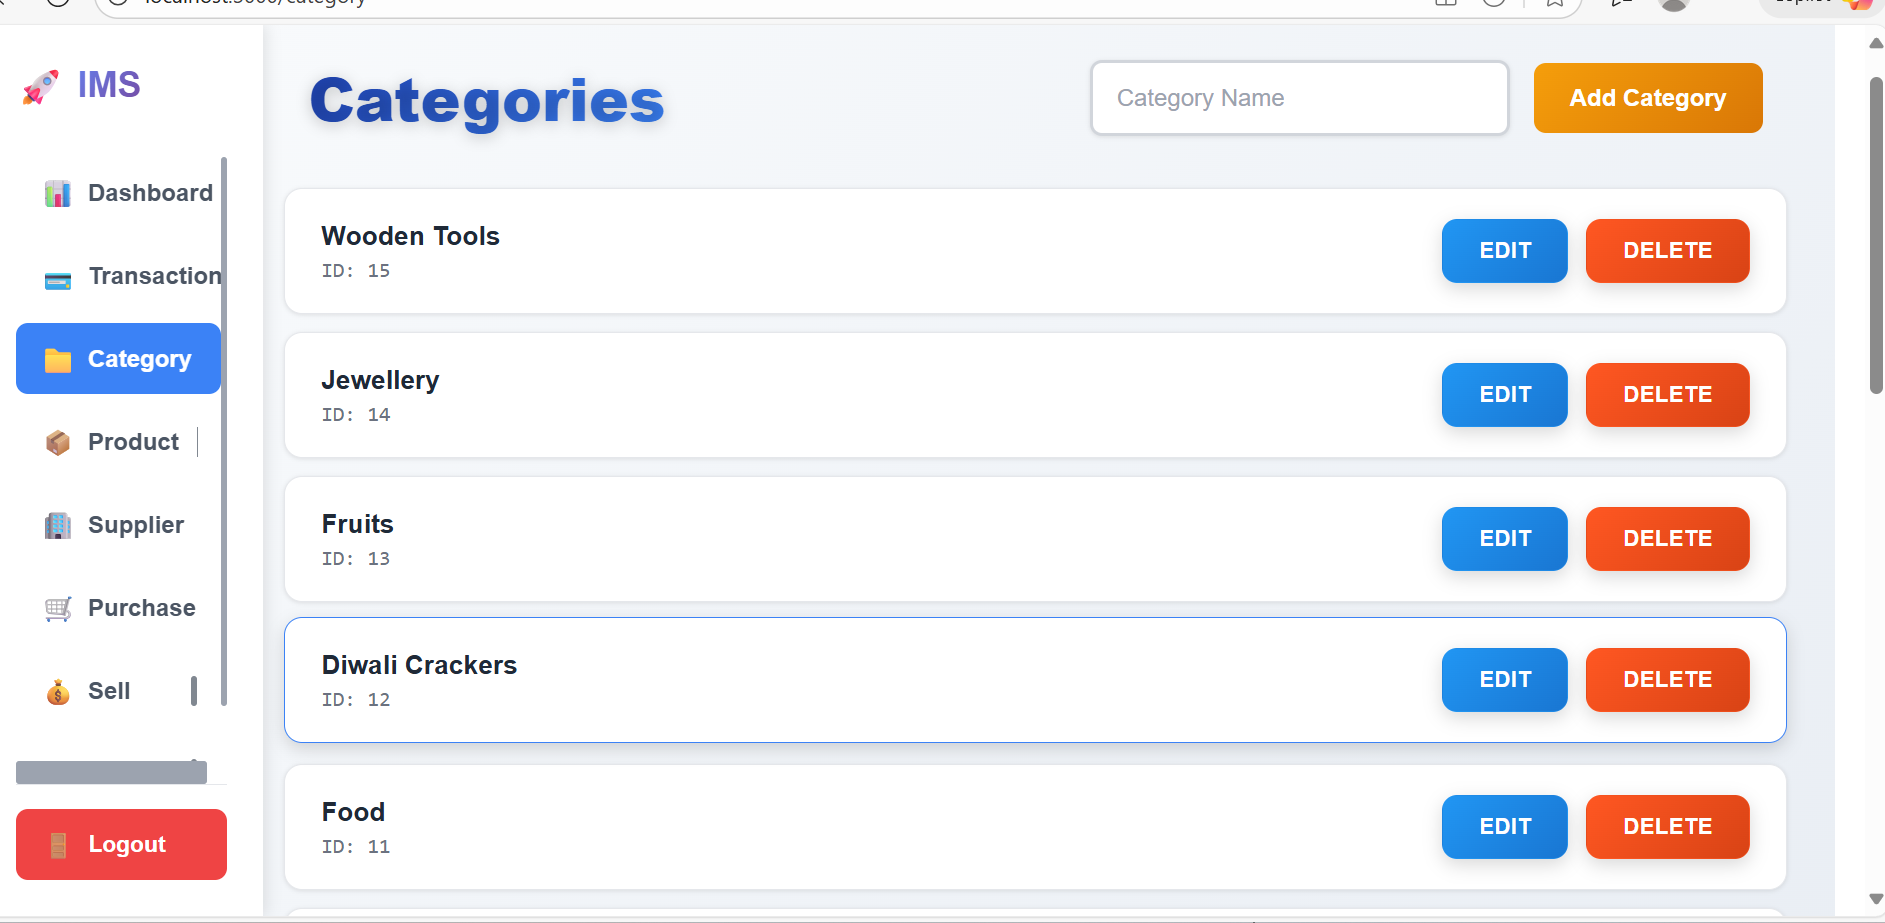 IMS
Dashboard
Transaction
Category
Product
Supplier
Purchase
Sell
Logout
Categories
Category Name
Add Category
Wooden Tools
ID: 15
EDIT
DELETE
Jewellery
ID: 14
EDIT
DELETE
Fruits
ID: 13
EDIT
DELETE
Diwali Crackers
ID: 12
EDIT
DELETE
Food
ID: 11
EDIT
DELETE